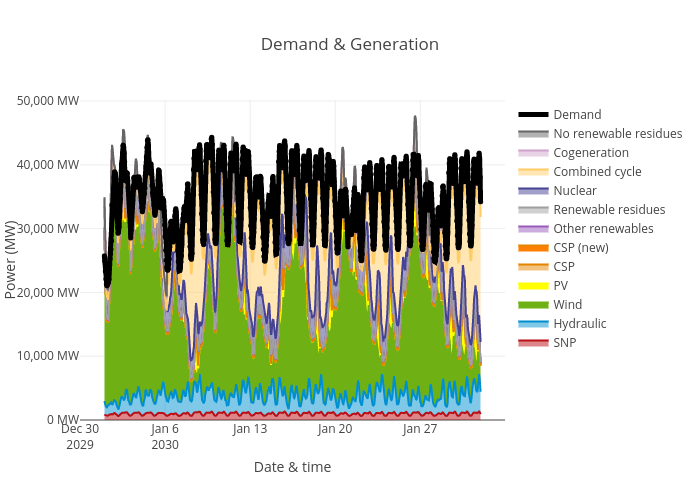 Demand & Generation
50,000 MW
40,000 MW
30,000 MW
20,000 MW
10,000 MW
0 MW
Power (MW)
Dec 30
2029
Jan 6
2030
Jan 13
Jan 20
Jan 27
Date & time
Demand
No renewable residues
Cogeneration
Combined cycle
Nuclear
Renewable residues
Other renewables
CSP (new)
CSP
PV
Wind
Hydraulic
SNP